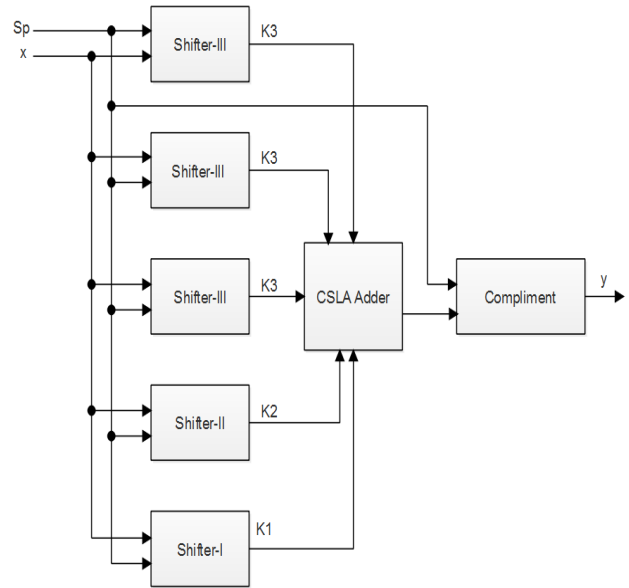 Sp
x
Shifter-III
K3
Shifter-III
K3
Shifter-III
K3
CSLA Adder
Compliment
y
Shifter-II
K2
Shifter-I
K1